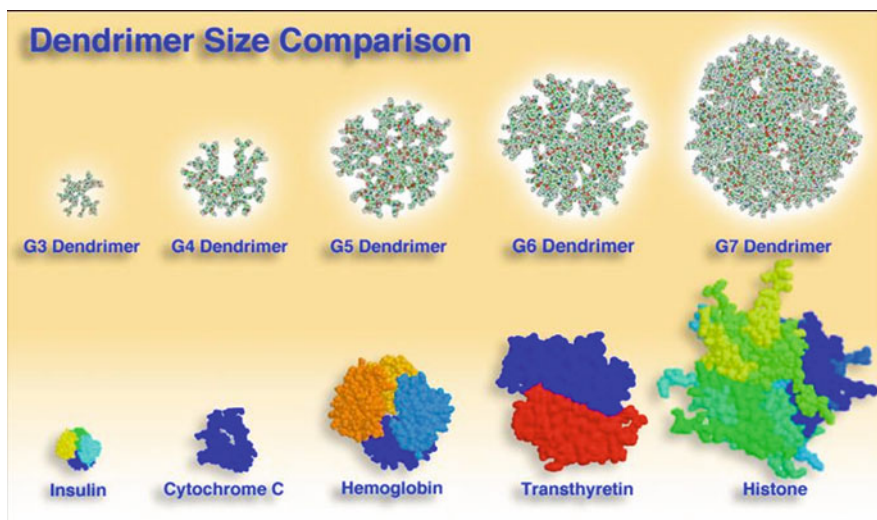 Dendrimer Size Comparison
G3 Dendrimer G4 Dendrimer G5 Dendrimer G6 Dendrimer G7 Dendrimer
Insulin Cytochrome C Hemoglobin Transthyretin Histone